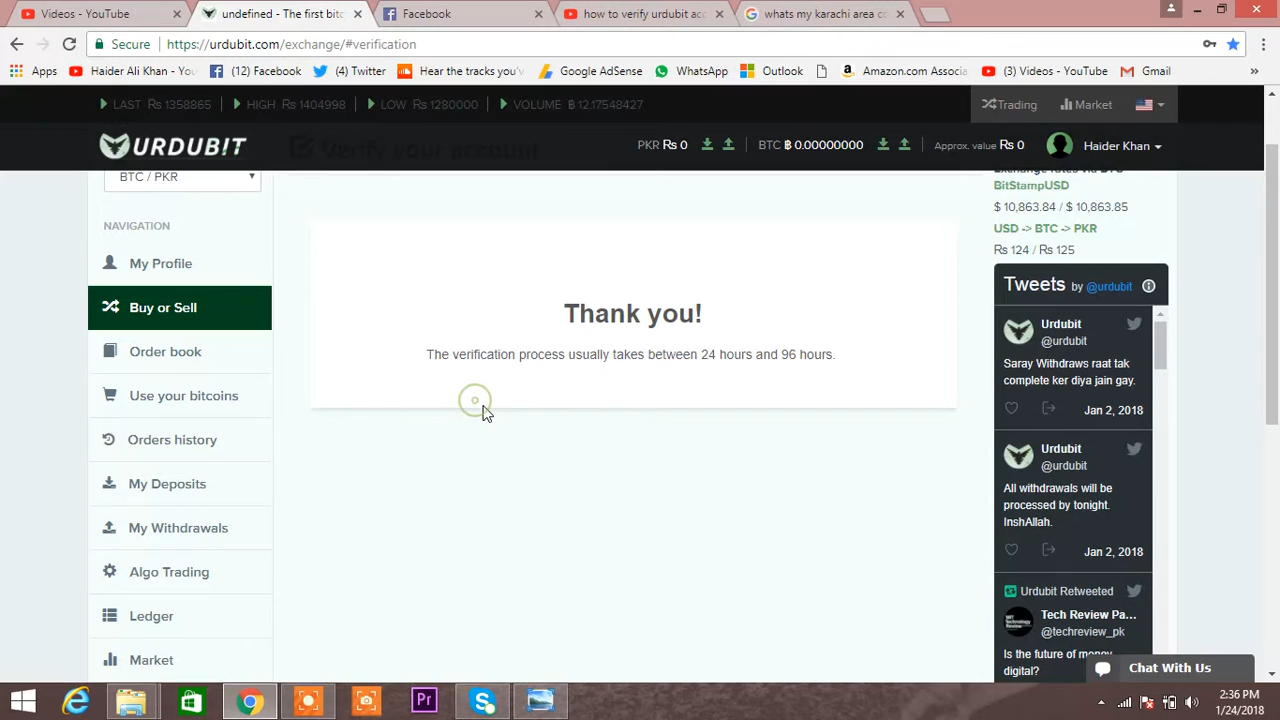 Videos - YouTube
undefined - The first bitc
Facebook
how to verify urdubit acc
whats my karachi area co
Secure
https://urdubit.com/exchange/#verification
Apps
Haider Ali Khan - You
(12) Facebook
(4) Twitter
Hear the tracks you'v
Google AdSense
WhatsApp
Outlook
Amazon.com Associa
(3) Videos - YouTube
Gmail
LAST ₨ 1358865
HIGH ₨ 1404998
LOW ₨ 1280000
VOLUME ฿ 12.17548427
Trading
Market
URDUBIT
PKR ₨ 0
BTC ฿ 0.00000000
Approx. value ₨ 0
Haider Khan
Verify your account
BTC / PKR
NAVIGATION
My Profile
Buy or Sell
Order book
Use your bitcoins
Orders history
My Deposits
My Withdrawals
Algo Trading
Ledger
Market
Thank you!
The verification process usually takes between 24 hours and 96 hours.
Exchange rates via BTC
BitStampUSD
$ 10,863.84 / $ 10,863.85
USD -> BTC -> PKR
₨ 124 / ₨ 125
Tweets by @urdubit
Urdubit
@urdubit
Saray Withdraws raat tak
complete ker diya jain gay.
Jan 2, 2018
Urdubit
@urdubit
All withdrawals will be
processed by tonight.
InshAllah.
Jan 2, 2018
Urdubit Retweeted
Tech Review Pa...
@techreview_pk
Is the future of money
digital?
Chat With Us
Pr
2:36 PM
1/24/2018